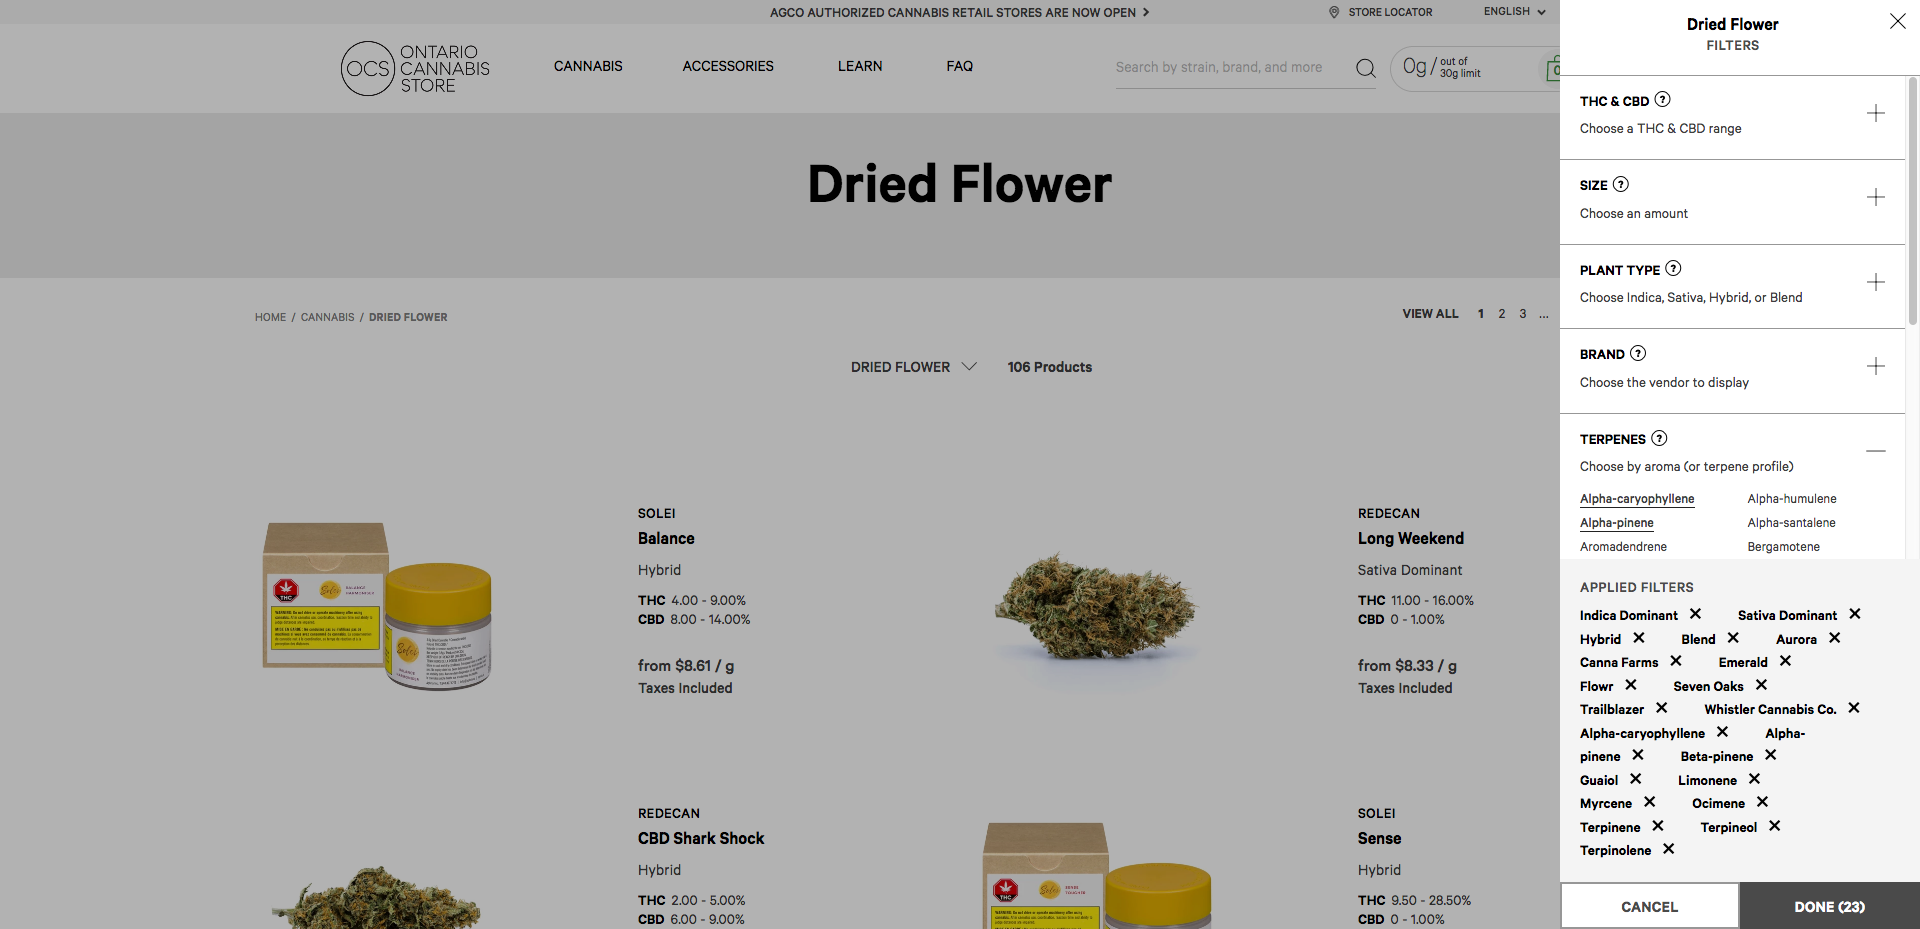 AGCO AUTHORIZED CANNABIS RETAIL STORES ARE NOW OPEN
STORE LOCATOR
ENGLISH
OCS
ONTARIO
CANNABIS
STORE
CANNABIS
ACCESSORIES
LEARN
FAQ
Search by strain, brand, and more
0g / out of
30g limit
0
Dried Flower
HOME / CANNABIS / DRIED FLOWER
VIEW ALL 1 2 3 ...
DRIED FLOWER
106 Products
SOLEI
Balance
Hybrid
THC 4.00 - 9.00%
CBD 8.00 - 14.00%
from $8.61 / g
Taxes Included
THC
Solei
Solei
REDECAN
Long Weekend
Sativa Dominant
THC 11.00 - 16.00%
CBD 0 - 1.00%
from $8.33 / g
Taxes Included
REDECAN
CBD Shark Shock
Hybrid
THC 2.00 - 5.00%
CBD 6.00 - 9.00%
SOLEI
Sense
Hybrid
THC 9.50 - 28.50%
CBD 0 - 1.00%
THC
Solei
Dried Flower
FILTERS
THC & CBD ?
Choose a THC & CBD range
SIZE ?
Choose an amount
PLANT TYPE ?
Choose Indica, Sativa, Hybrid, or Blend
BRAND ?
Choose the vendor to display
TERPENES ?
Choose by aroma (or terpene profile)
Alpha-caryophyllene Alpha-humulene
Alpha-pinene Alpha-santalene
Aromadendrene Bergamotene
APPLIED FILTERS
Indica Dominant Sativa Dominant
Hybrid Blend Aurora
Canna Farms Emerald
Flowr Seven Oaks
Trailblazer Whistler Cannabis Co.
Alpha-caryophyllene Alpha-
pinene Beta-pinene
Guaiol Limonene
Myrcene Ocimene
Terpinene Terpineol
Terpinolene
CANCEL
DONE (23)